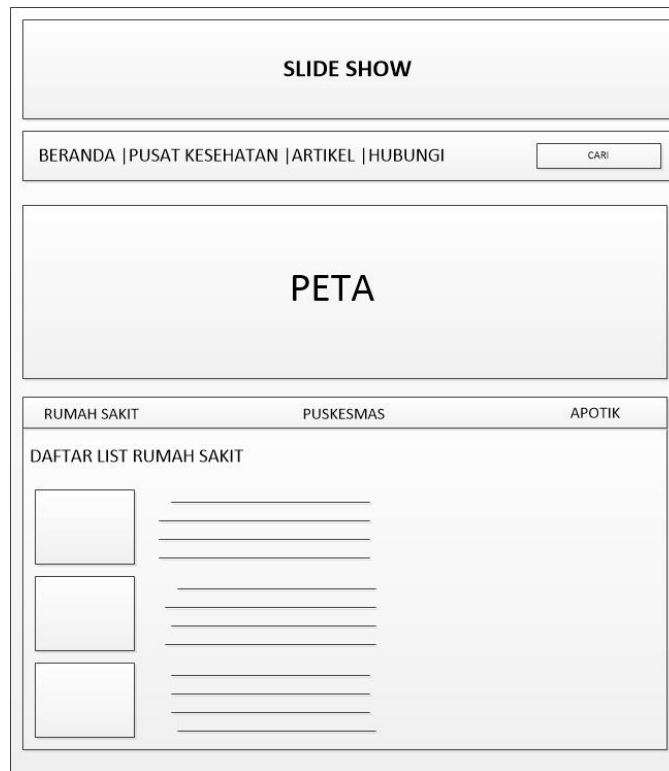 SLIDE SHOW
BERANDA |PUSAT KESEHATAN |ARTIKEL |HUBUNGI
CARI
PETA
RUMAH SAKIT
PUSKESMAS
APOTIK
DAFTAR LIST RUMAH SAKIT